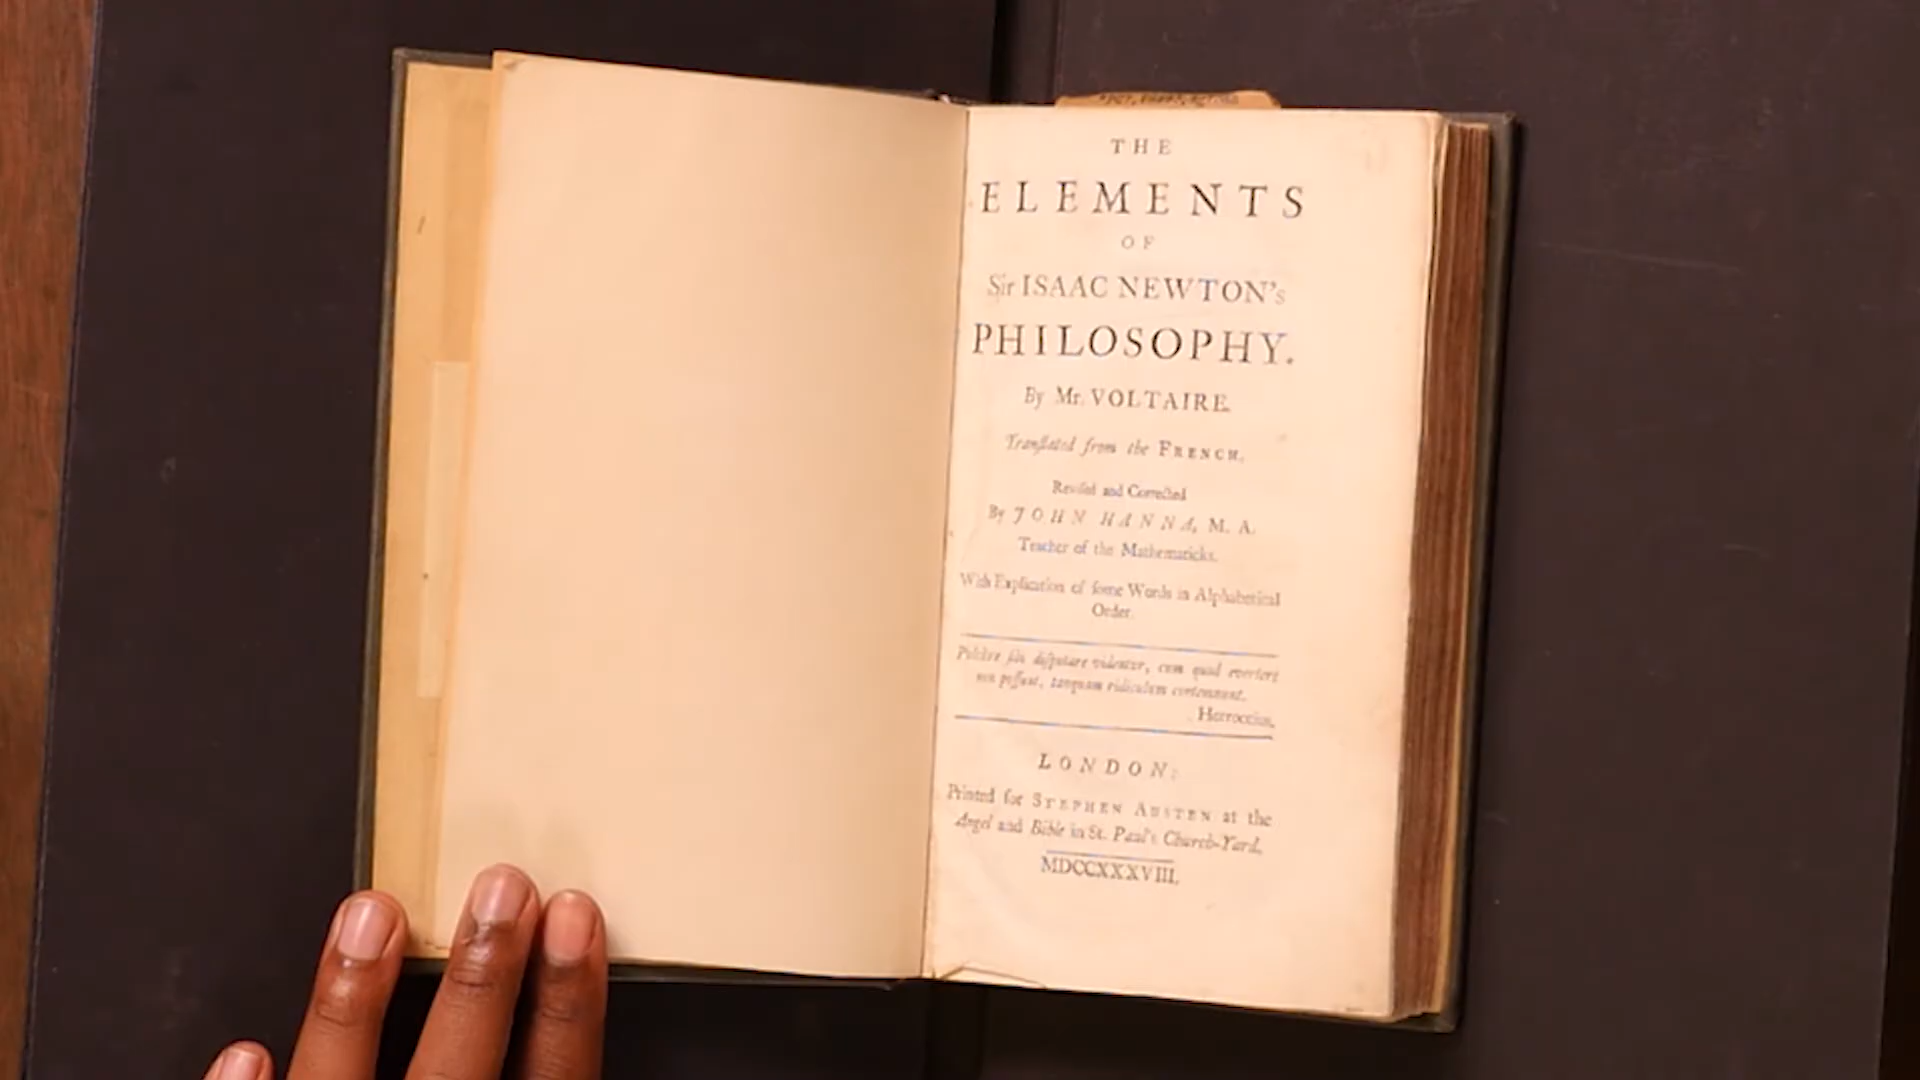 THE
ELEMENTS
OF
Sir ISAAC NEWTON's
PHILOSOPHY.
By Mr. VOLTAIRE.
Tranſlated from the FRENCH.
Reviſed and Corrected
By JOHN HANNA, M. A.
Teacher of the Mathematicks.
With Explication of ſome Words in Alphabetical
Order.
Pulchre ſibi diſputare videntur, cum quod evertere
non poſſunt, tanquam ridiculum contemnunt.
LONDON:
Printed for STEPHEN AUSTEN at the
Angel and Bible in St. Paul's Church-Yard.
MDCCXXXVIII.